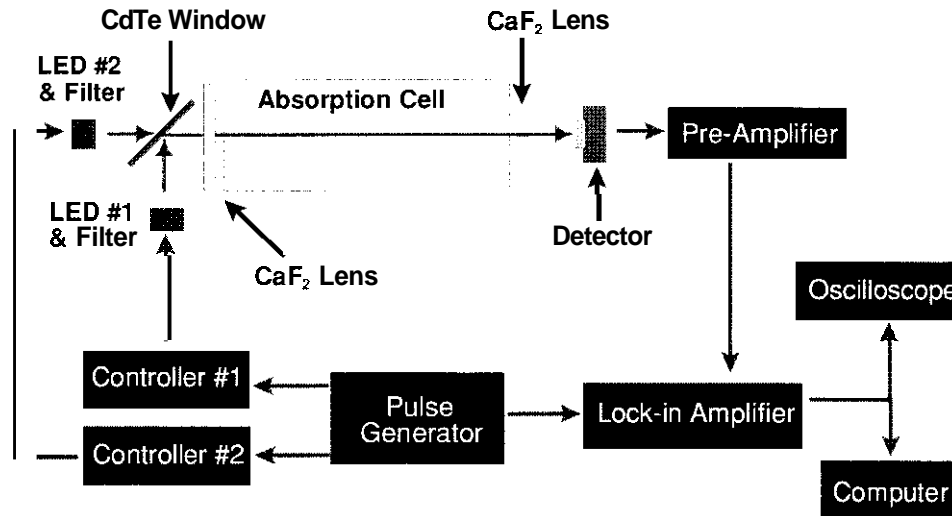 CdTe Window
CaF₂ Lens
LED #2
& Filter
Absorption Cell
Pre-Amplifier
LED #1
& Filter
Detector
CaF₂ Lens
Oscilloscope
Controller #1
Pulse
Generator
Lock-in Amplifier
Controller #2
Computer